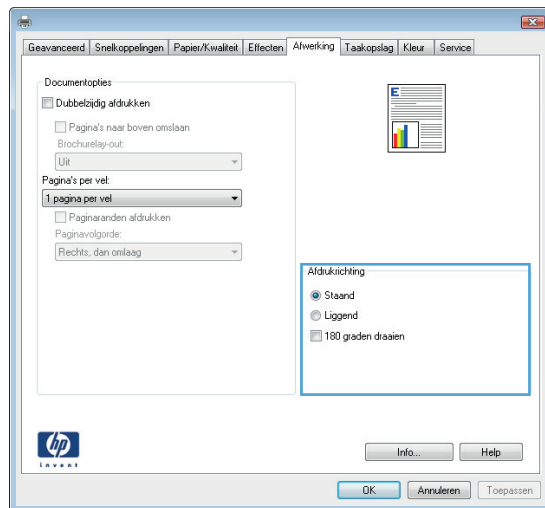 Geavanceerd Snelkoppelingen Papier/Kwaliteit Effecten Afwerking Taakopslag Kleur Service
Documentopties
Dubbelzijdig afdrukken
Pagina's naar boven omslaan
Brochurelay-out:
Uit
Pagina's per vel:
1 pagina per vel
Paginaranden afdrukken
Paginavolgorde:
Rechts, dan omlaag
E
Afdrukrichting
Staand
Liggend
180 graden draaien
hp
invent
Info... Help
OK Annuleren Toepassen